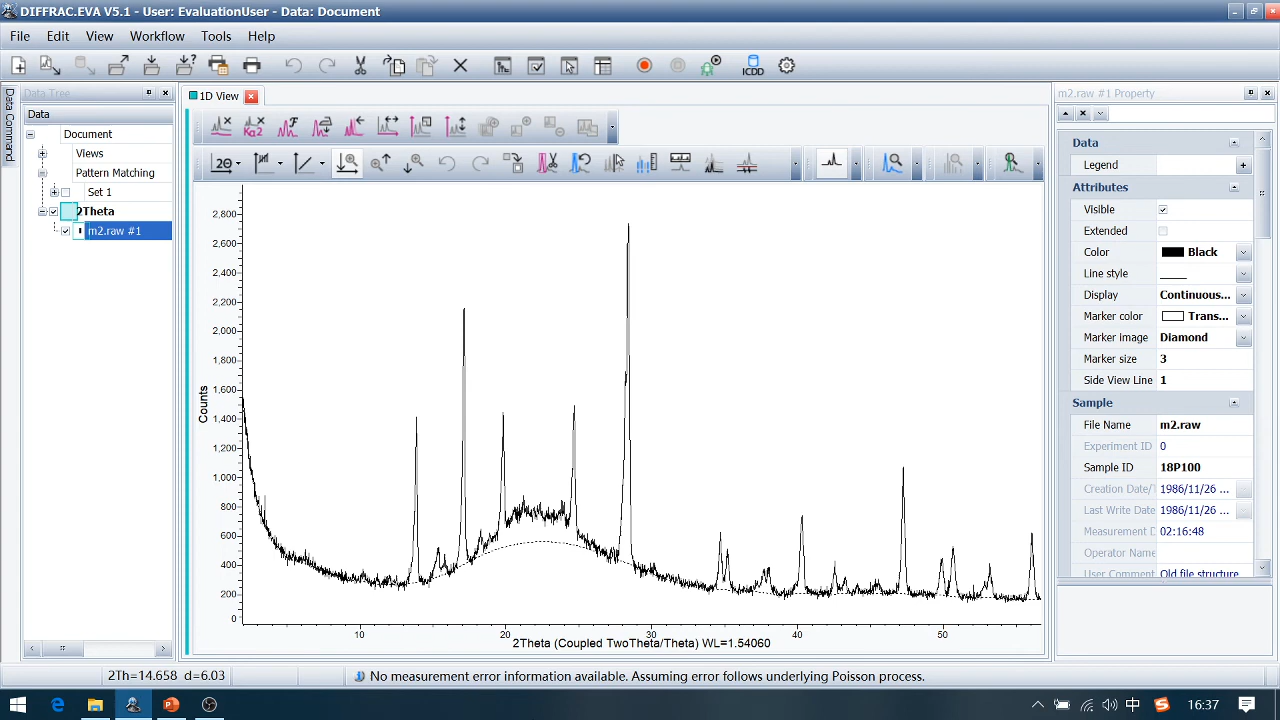 DIFFRAC.EVA V5.1 - User: EvaluationUser - Data: Document
File Edit View Workflow Tools Help
ICDD
Data Command
Data Tree
Data
Document
Views
Pattern Matching
Set 1
2Theta
m2.raw #1
1D View
Kα2
2Θ
2,800
2,600
2,400
2,200
2,000
1,800
1,600
1,400
1,200
1,000
800
600
400
200
0
Counts
10 20 30 40 50
2Theta (Coupled TwoTheta/Theta) WL=1.54060
m2.raw #1 Property
Data
Legend
Attributes
Visible
Extended
Color Black
Line style
Display Continuous...
Marker color Trans...
Marker image Diamond
Marker size 3
Side View Line 1
Sample
File Name m2.raw
Experiment ID 0
Sample ID 18P100
Creation Date/T 1986/11/26 ...
Last Write Date 1986/11/26 ...
Measurement D 02:16:48
Operator Name
User Comment Old file structure
2Th=14.658 d=6.03
No measurement error information available. Assuming error follows underlying Poisson process.
中
16:37